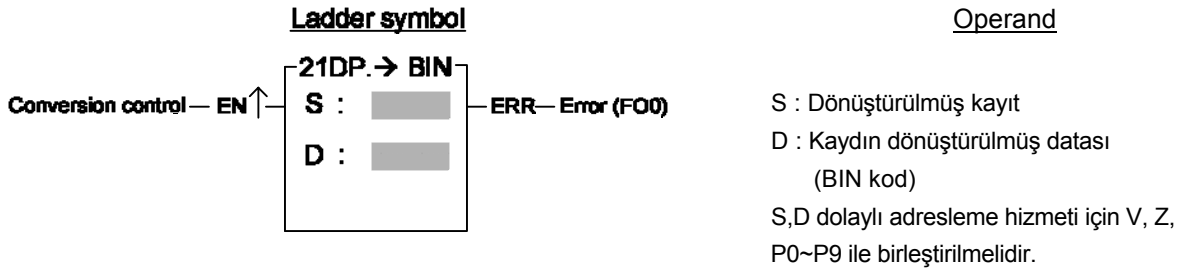 Ladder symbol
21DP.→ BIN
Conversion control — EN↑
S :
ERR — Error (FO0)
D :
Operand
S : Dönüştürülmüş kayıt
D : Kaydın dönüştürülmüş datası
(BIN kod)
S,D dolaylı adresleme hizmeti için V, Z,
P0~P9 ile birleştirilmelidir.